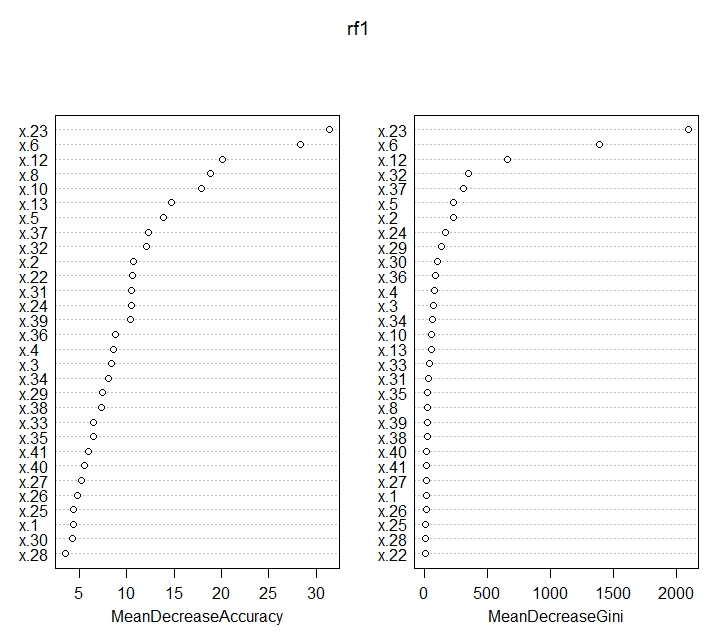 rf1
x.23
x.6
x.12
x.8
x.10
x.13
x.5
x.37
x.32
x.2
x.22
x.31
x.24
x.39
x.36
x.4
x.3
x.34
x.29
x.38
x.33
x.35
x.41
x.40
x.27
x.26
x.25
x.1
x.30
x.28
5 10 15 20 25 30
MeanDecreaseAccuracy
x.23
x.6
x.12
x.32
x.37
x.5
x.2
x.24
x.29
x.30
x.36
x.4
x.3
x.34
x.10
x.13
x.33
x.31
x.35
x.8
x.39
x.38
x.40
x.41
x.27
x.1
x.26
x.25
x.28
x.22
0 500 1000 1500 2000
MeanDecreaseGini